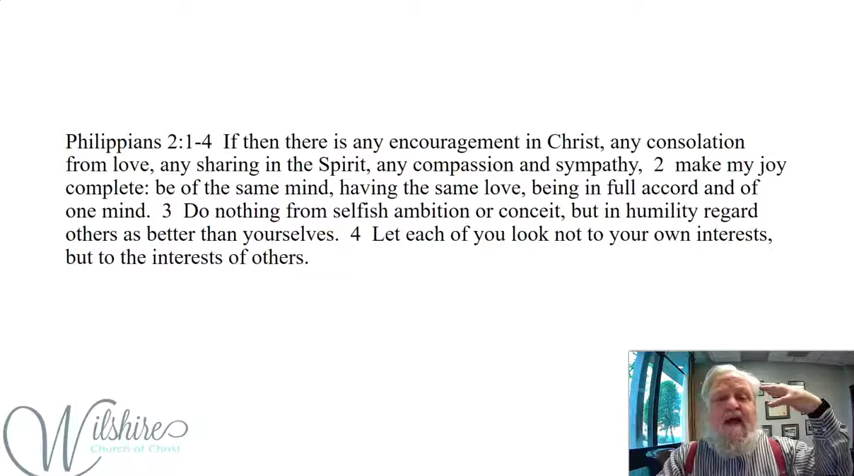 Philippians 2:1-4 If then there is any encouragement in Christ, any consolation
from love, any sharing in the Spirit, any compassion and sympathy, 2 make my joy
complete: be of the same mind, having the same love, being in full accord and of
one mind. 3 Do nothing from selfish ambition or conceit, but in humility regard
others as better than yourselves. 4 Let each of you look not to your own interests,
but to the interests of others.
Wilshire
Church of Christ